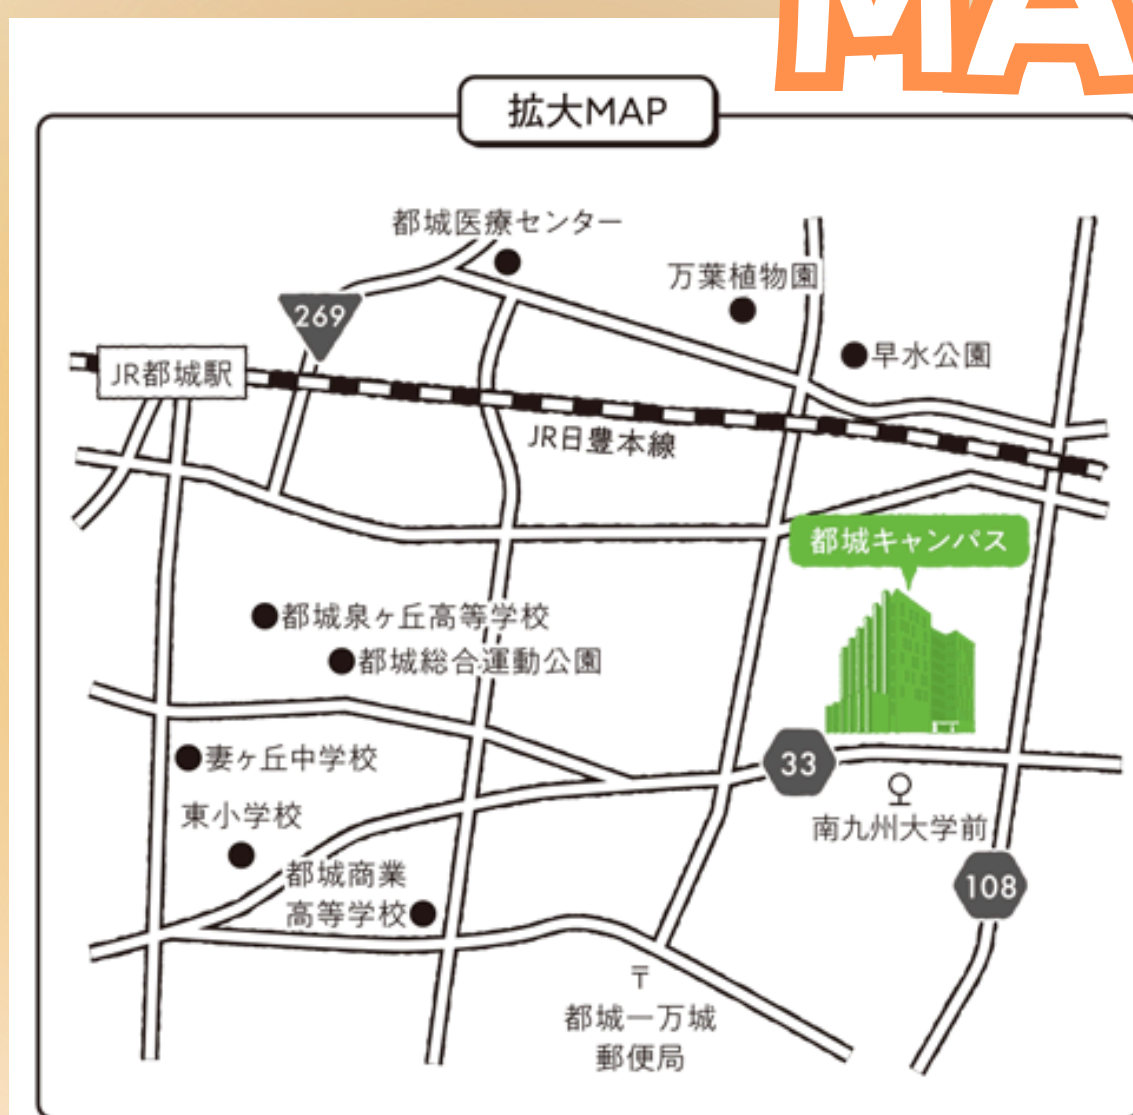 MA
拡大MAP
都城医療センター
万葉植物園
269
早水公園
JR都城駅
JR日豊本線
都城キャンパス
都城泉ヶ丘高等学校
都城総合運動公園
妻ヶ丘中学校
33
東小学校
南九州大学前
都城商業
高等学校
108
〒
都城一万城
郵便局